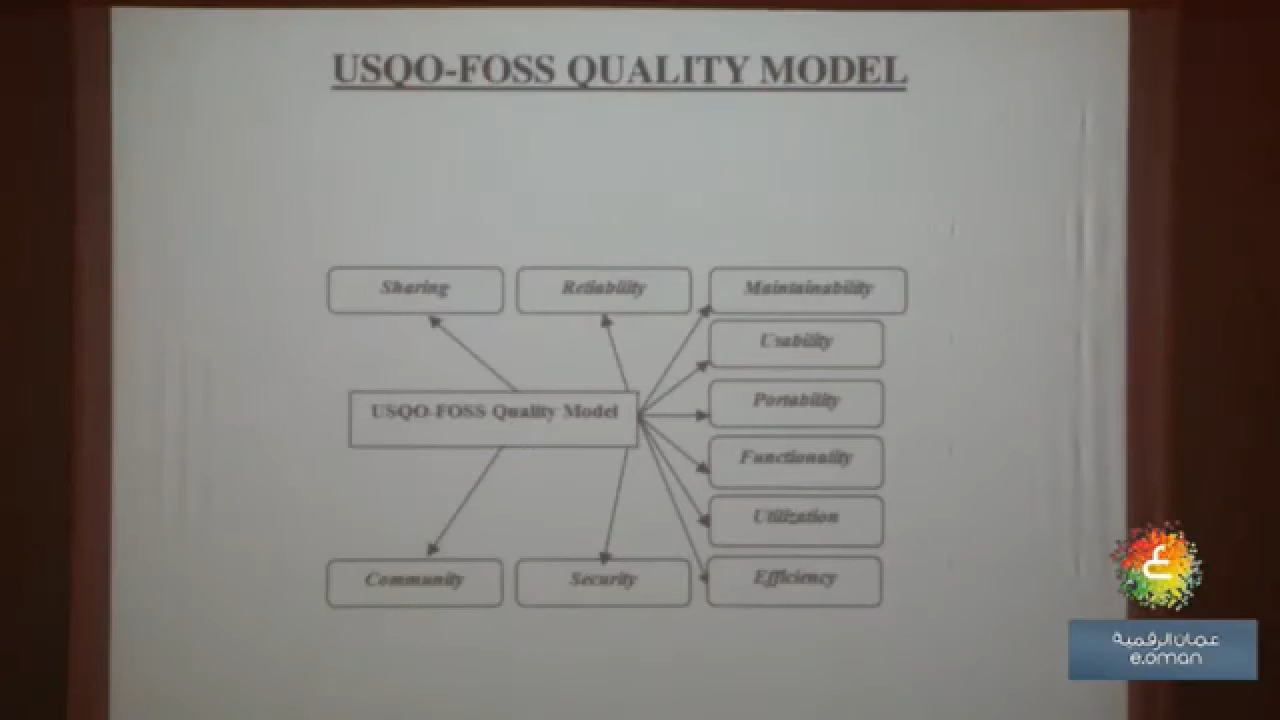 USQO-FOSS QUALITY MODEL
Sharing
Reliability
Maintainability
Usability
USQO-FOSS Quality Model
Portability
Functionality
Utilization
Community
Security
Efficiency
ع
عمان الرقمية
e.oman